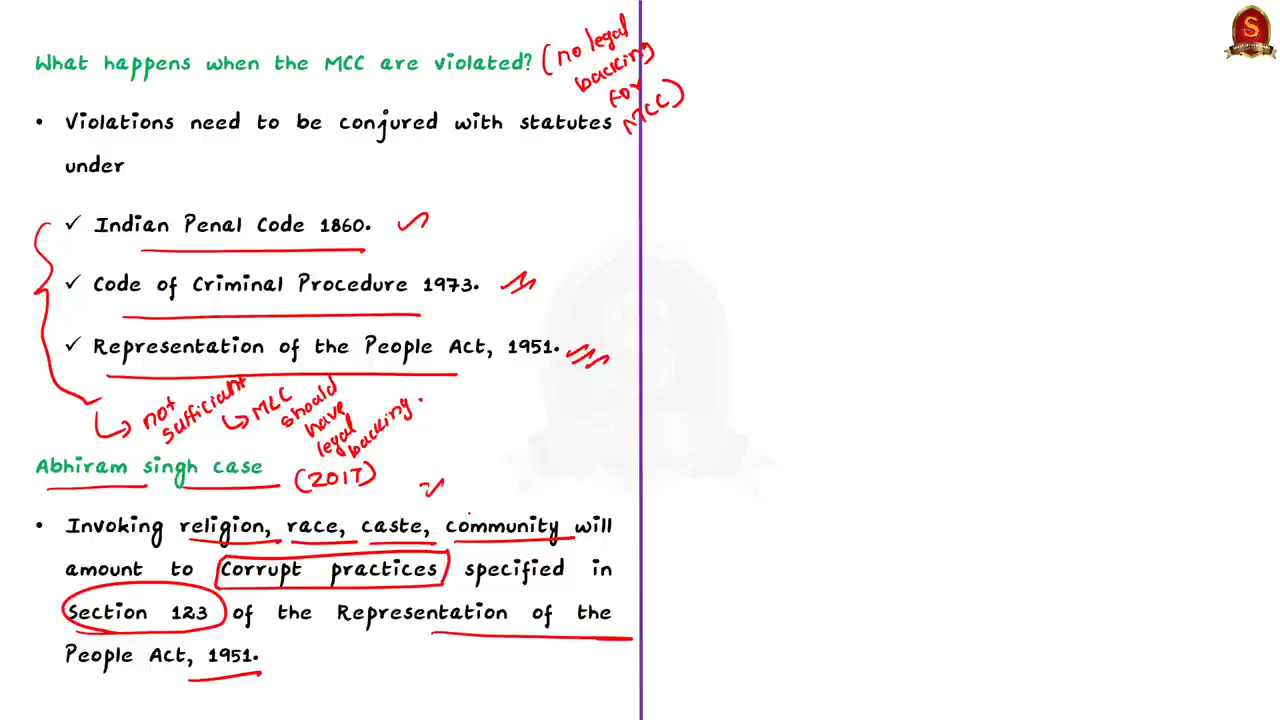 What happens when the MCC are violated? (no legal
backing
for
MCC)
• Violations need to be conjured with statutes
under
✓ Indian Penal Code 1860.
✓ Code of Criminal Procedure 1973.
✓ Representation of the People Act, 1951.
↳ not
sufficient
↳ MCC
should
have
legal
backing.
Abhiram singh case
(2017)
• Invoking religion, race, caste, community will
amount to Corrupt practices specified in
Section 123 of the Representation of the
People Act, 1951.
S
S